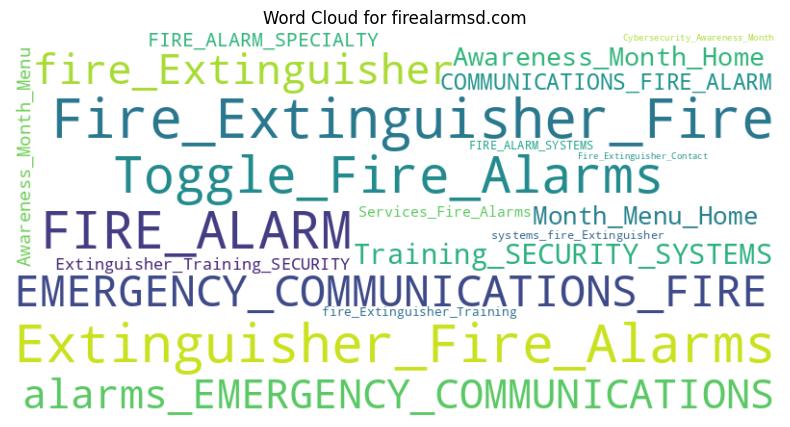 Word Cloud for firealarmsd.com
FIRE_ALARM_SPECIALTY
Cybersecurity_Awareness_Month
fire_Extinguisher
Awareness_Month_Home
COMMUNICATIONS_FIRE_ALARM
Awareness_Month_Menu
Fire_Extinguisher_Fire
FIRE_ALARM_SYSTEMS
Fire_Extinguisher_Contact
Toggle_Fire_Alarms
Services_Fire_Alarms
Month_Menu_Home
FIRE_ALARM
systems_fire_Extinguisher
Training_SECURITY_SYSTEMS
Extinguisher_Training_SECURITY
EMERGENCY_COMMUNICATIONS_FIRE
fire_Extinguisher_Training
Extinguisher_Fire_Alarms
alarms_EMERGENCY_COMMUNICATIONS